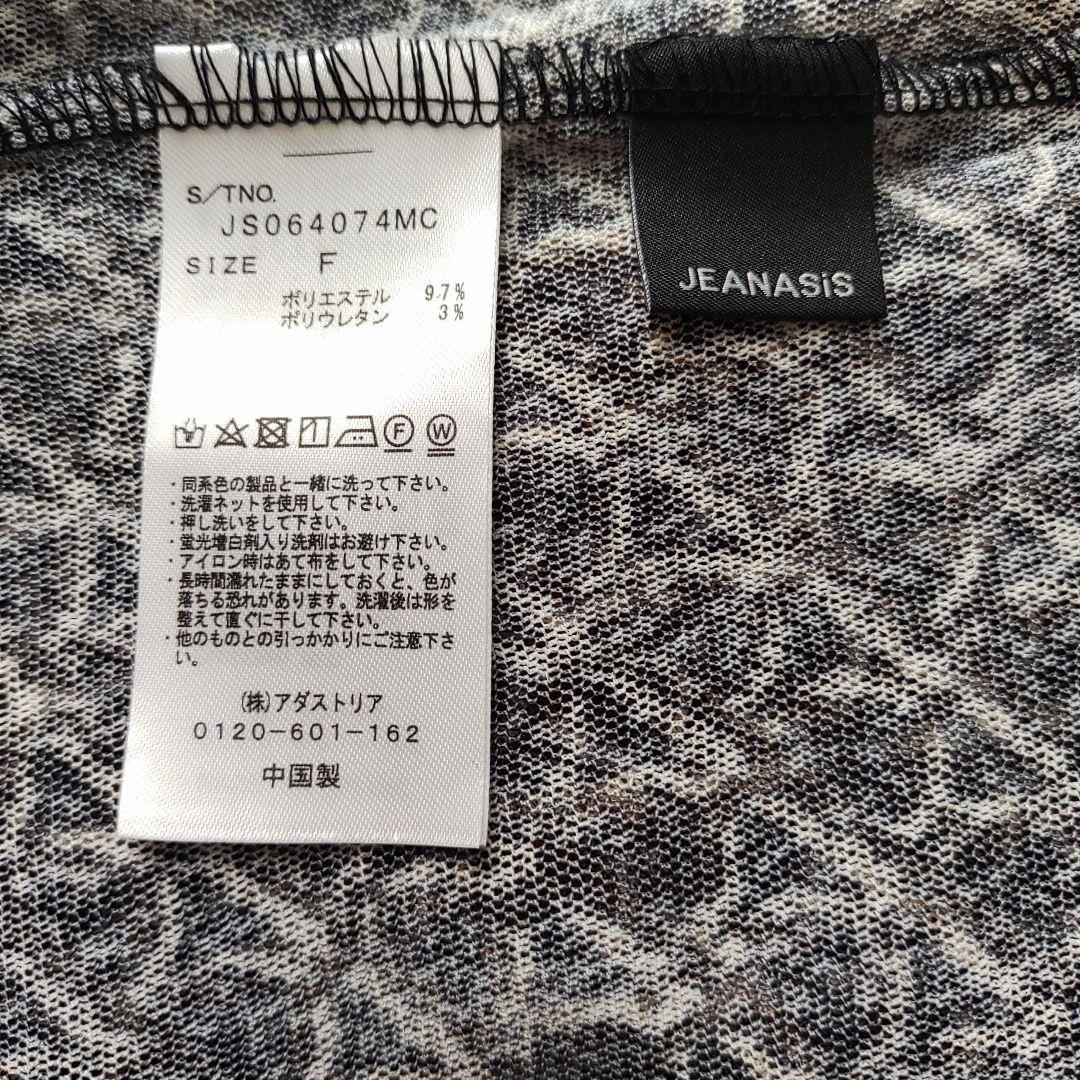 S/TNO.
JS064074MC
SIZE F
ポリエステル 97%
ポリウレタン 3%
F W
・同系色の製品と一緒に洗って下さい。
・洗濯ネットを使用して下さい。
・押し洗いをして下さい。
・蛍光増白剤入り洗剤はお避け下さい。
・アイロン時はあて布をして下さい。
・長時間濡れたままにしておくと、色が
落ちる恐れがあります。洗濯後は形を
整えて直ぐに干して下さい。
・他のものとの引っかかりにご注意下さ
い。
(株)アダストリア
0120-601-162
中国製
JEANASiS